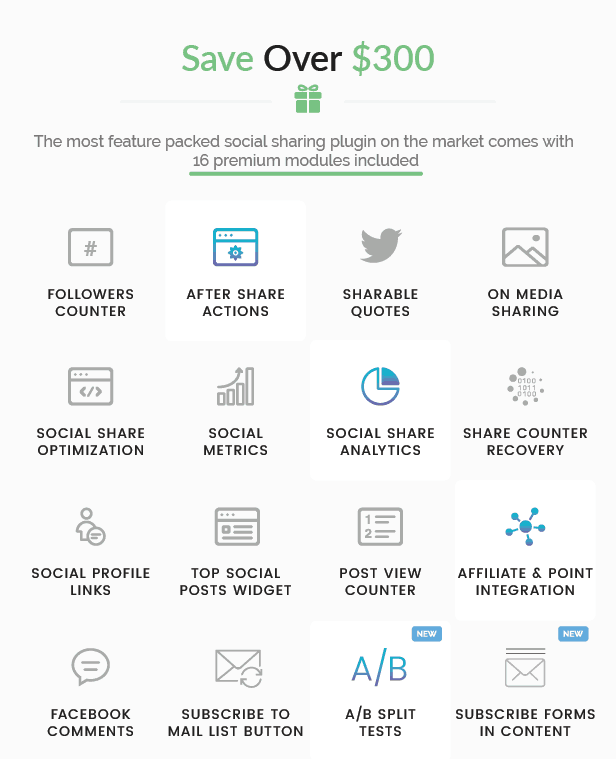 Save Over $300
The most feature packed social sharing plugin on the market comes with
16 premium modules included
#
FOLLOWERS
COUNTER
AFTER SHARE
ACTIONS
SHARABLE
QUOTES
ON MEDIA
SHARING
</>
SOCIAL SHARE
OPTIMIZATION
SOCIAL
METRICS
SOCIAL SHARE
ANALYTICS
0100
1011
0100
SHARE COUNTER
RECOVERY
SOCIAL PROFILE
LINKS
TOP SOCIAL
POSTS WIDGET
1
2
POST VIEW
COUNTER
AFFILIATE & POINT
INTEGRATION
FACEBOOK
COMMENTS
SUBSCRIBE TO
MAIL LIST BUTTON
NEW
A/B
A/B SPLIT
TESTS
NEW
SUBSCRIBE FORMS
IN CONTENT